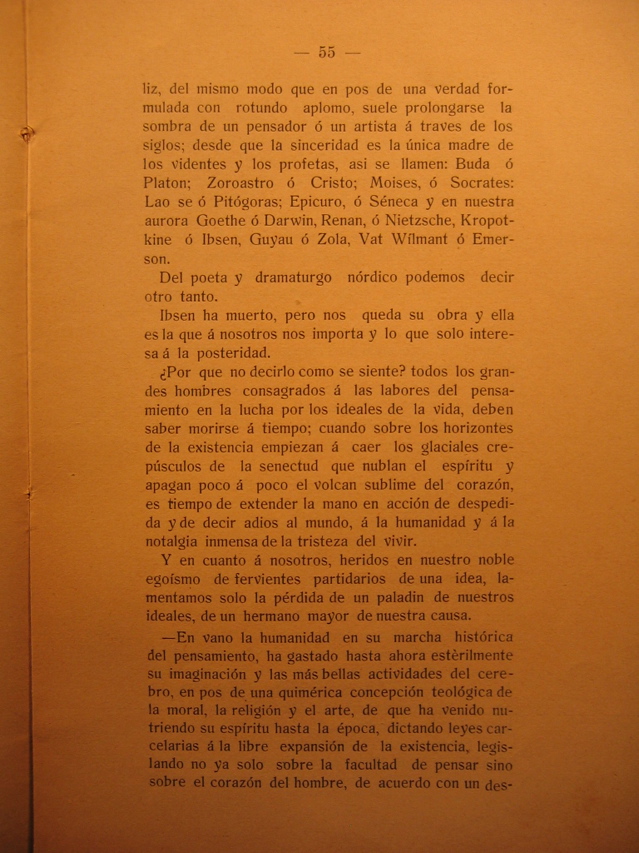 — 55 —
liz, del mismo modo que en pos de una verdad for-
mulada con rotundo aplomo, suele prolongarse la
sombra de un pensador ó un artista á traves de los
siglos; desde que la sinceridad es la única madre de
los videntes y los profetas, asi se llamen: Buda ó
Platon; Zoroastro ó Cristo; Moises, ó Socrates:
Lao se ó Pitógoras; Epicuro, ó Séneca y en nuestra
aurora Goethe ó Darwin, Renan, ó Nietzsche, Kropot-
kine ó Ibsen, Guyau ó Zola, Vat Wílmant ó Emer-
son.
Del poeta y dramaturgo nórdico podemos decir
otro tanto.
Ibsen ha muerto, pero nos queda su obra y ella
es la que á nosotros nos importa y lo que solo intere-
sa á la posteridad.
¿Por que no decirlo como se siente? todos los gran-
des hombres consagrados á las labores del pensa-
miento en la lucha por los ideales de la vida, deben
saber morirse á tiempo; cuando sobre los horizontes
de la existencia empiezan á caer los glaciales cre-
púsculos de la senectud que nublan el espíritu y
apagan poco á poco el volcan sublime del corazón,
es tiempo de extender la mano en acción de despedi-
da y de decir adios al mundo, á la humanidad y á la
notalgia inmensa de la tristeza del vivir.
Y en cuanto á nosotros, heridos en nuestro noble
egoísmo de fervientes partidarios de una idea, la-
mentamos solo la pérdida de un paladin de nuestros
ideales, de un hermano mayor de nuestra causa.
—En vano la humanidad en su marcha histórica
del pensamiento, ha gastado hasta ahora estèrilmente
su imaginación y las más bellas actividades del cere-
bro, en pos de una quimérica concepción teológica de
la moral, la religión y el arte, de que ha venido nu-
triendo su espíritu hasta la época, dictando leyes car-
celarias á la libre expansión de la existencia, legis-
lando no ya solo sobre la facultad de pensar sino
sobre el corazón del hombre, de acuerdo con un des-